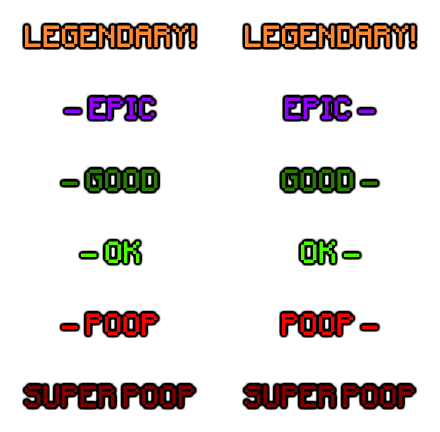 LEGENDARY! LEGENDARY!
- EPIC EPIC -
- GOOD GOOD -
- OK OK -
- POOP POOP -
SUPER POOP SUPER POOP